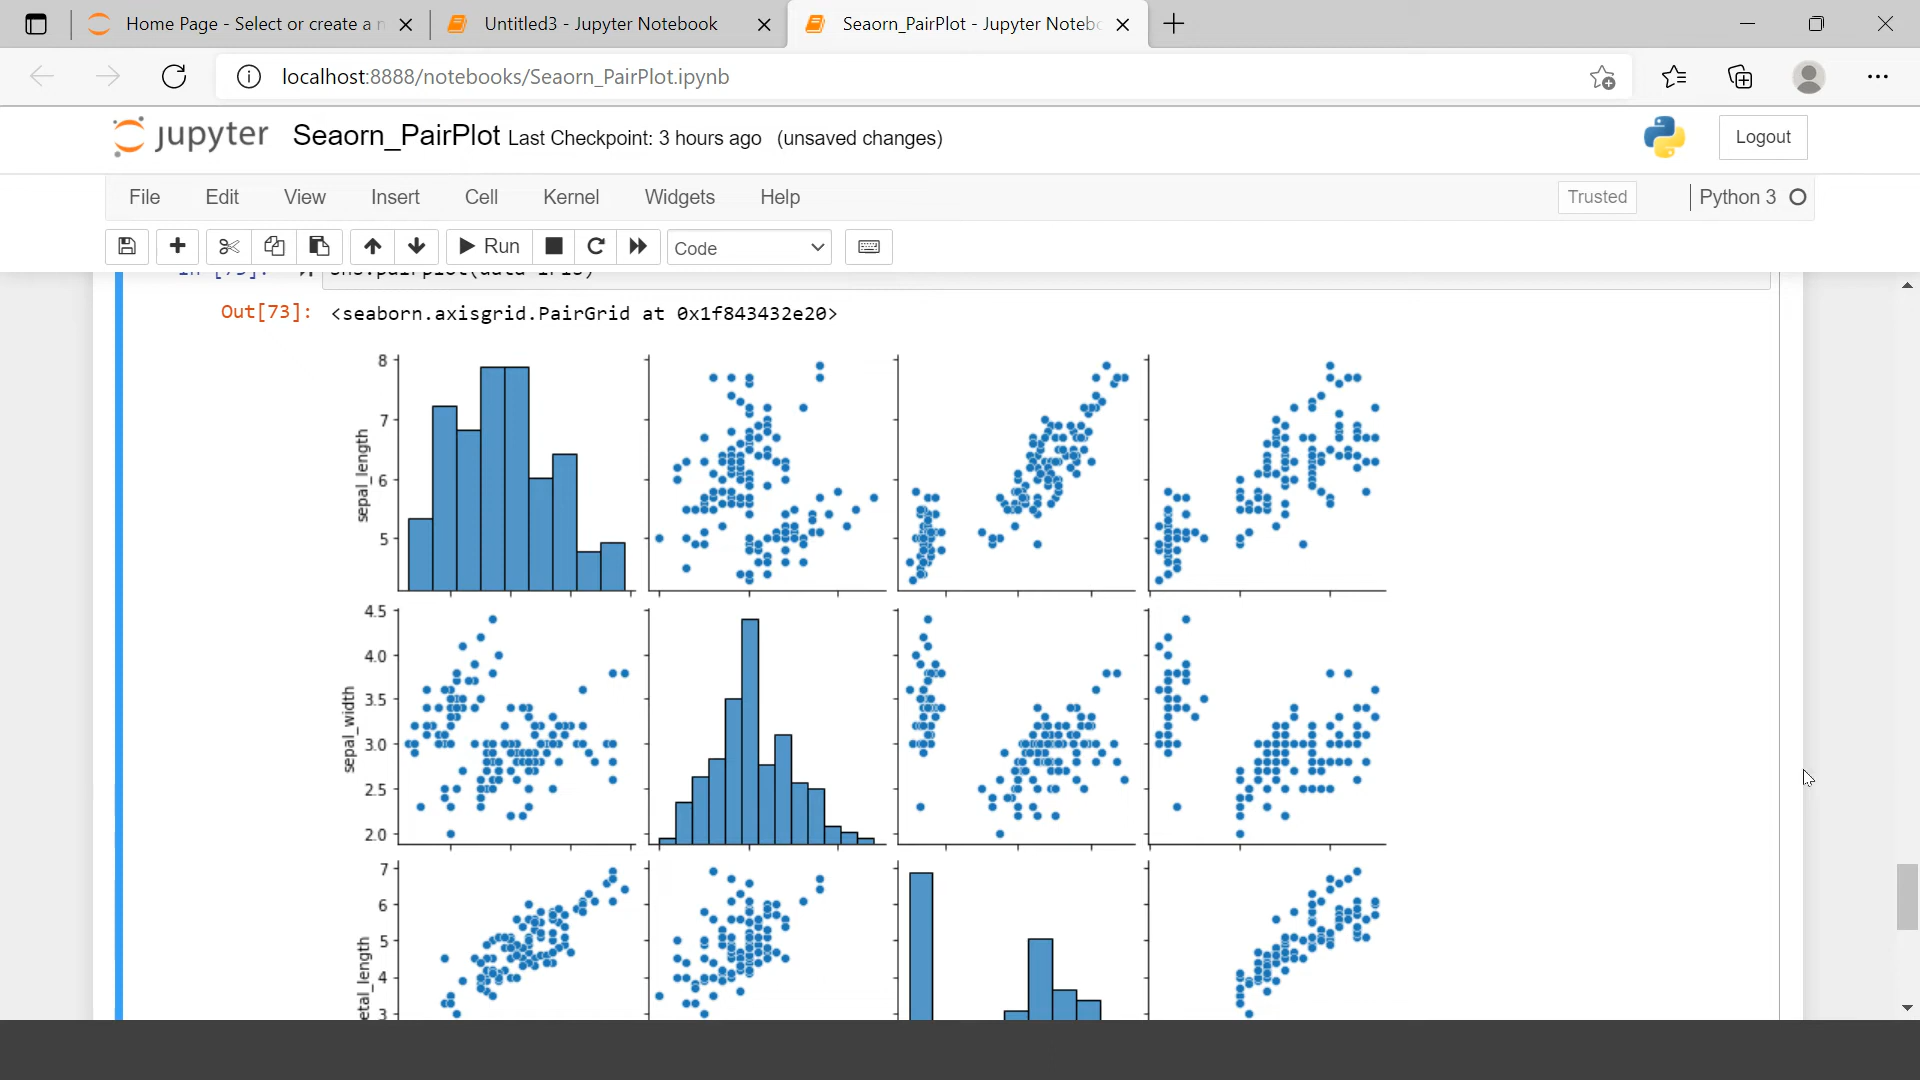 Home Page - Select or create a n
Untitled3 - Jupyter Notebook
Seaorn_PairPlot - Jupyter Notebo
localhost:8888/notebooks/Seaorn_PairPlot.ipynb
jupyter Seaorn_PairPlot Last Checkpoint: 3 hours ago (unsaved changes)
Logout
File Edit View Insert Cell Kernel Widgets Help
Trusted
Python 3
Run
Code
Out[73]: <seaborn.axisgrid.PairGrid at 0x1f843432e20>
8
7
6
5
sepal_length
4.5
4.0
3.5
3.0
2.5
2.0
sepal_width
7
6
5
4
3
etal_length